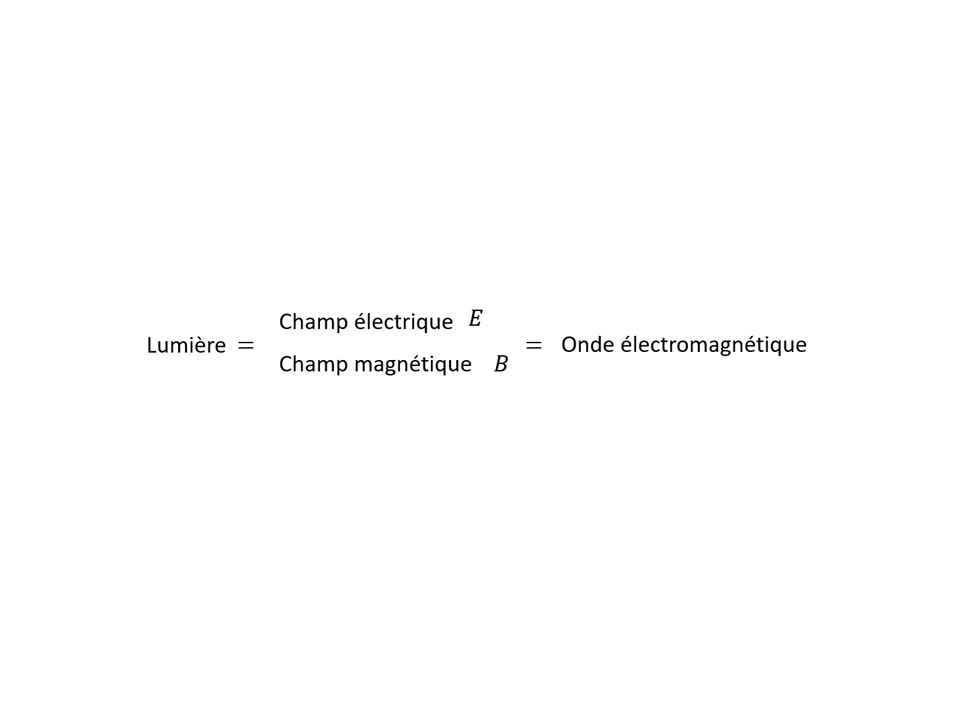 Champ électrique E
Lumière = = Onde électromagnétique
Champ magnétique B